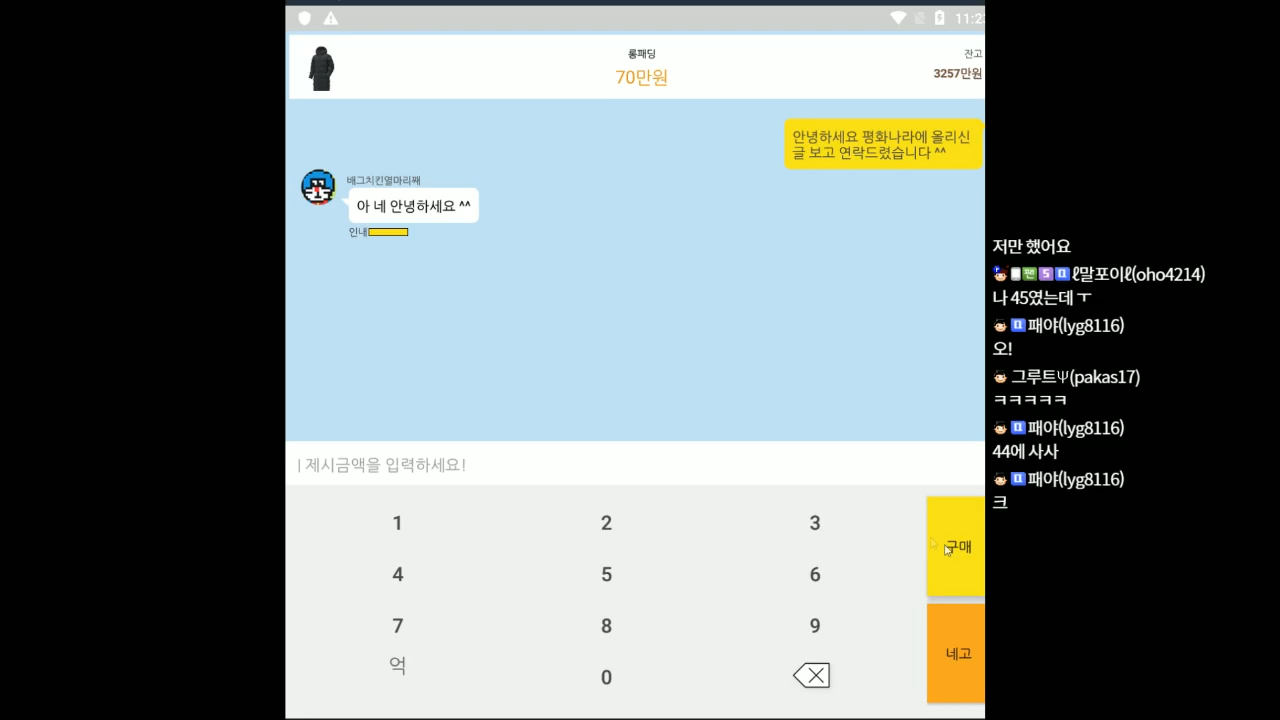 11:2
롱패딩
70만원
잔고
3257만원
안녕하세요 평화나라에 올리신
글 보고 연락드렸습니다 ^^
배그치킨열마리째
아 네 안녕하세요 ^^
인내
제시금액을 입력하세요!
1 2 3
4 5 6
7 8 9
억 0
구매
네고
저만 했어요
ℓ말포이ℓ(oho4214)
나 45였는데 ㅜ
패야(lyg8116)
오!
그루트Ψ(pakas17)
ㅋㅋㅋㅋㅋ
패야(lyg8116)
44에 사사
패야(lyg8116)
크